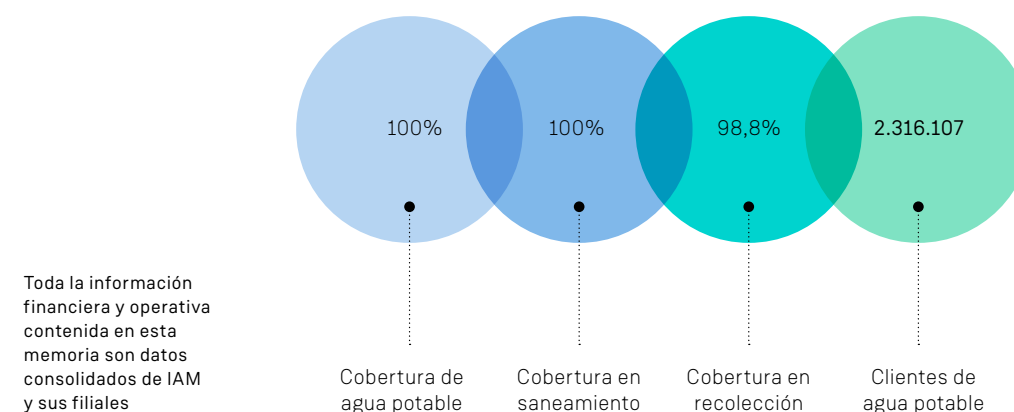 100%
100%
98,8%
2.316.107
Toda la información
financiera y operativa
contenida en esta
memoria son datos
consolidados de IAM
y sus filiales
Cobertura de
agua potable
Cobertura en
saneamiento
Cobertura en
recolección
Clientes de
agua potable